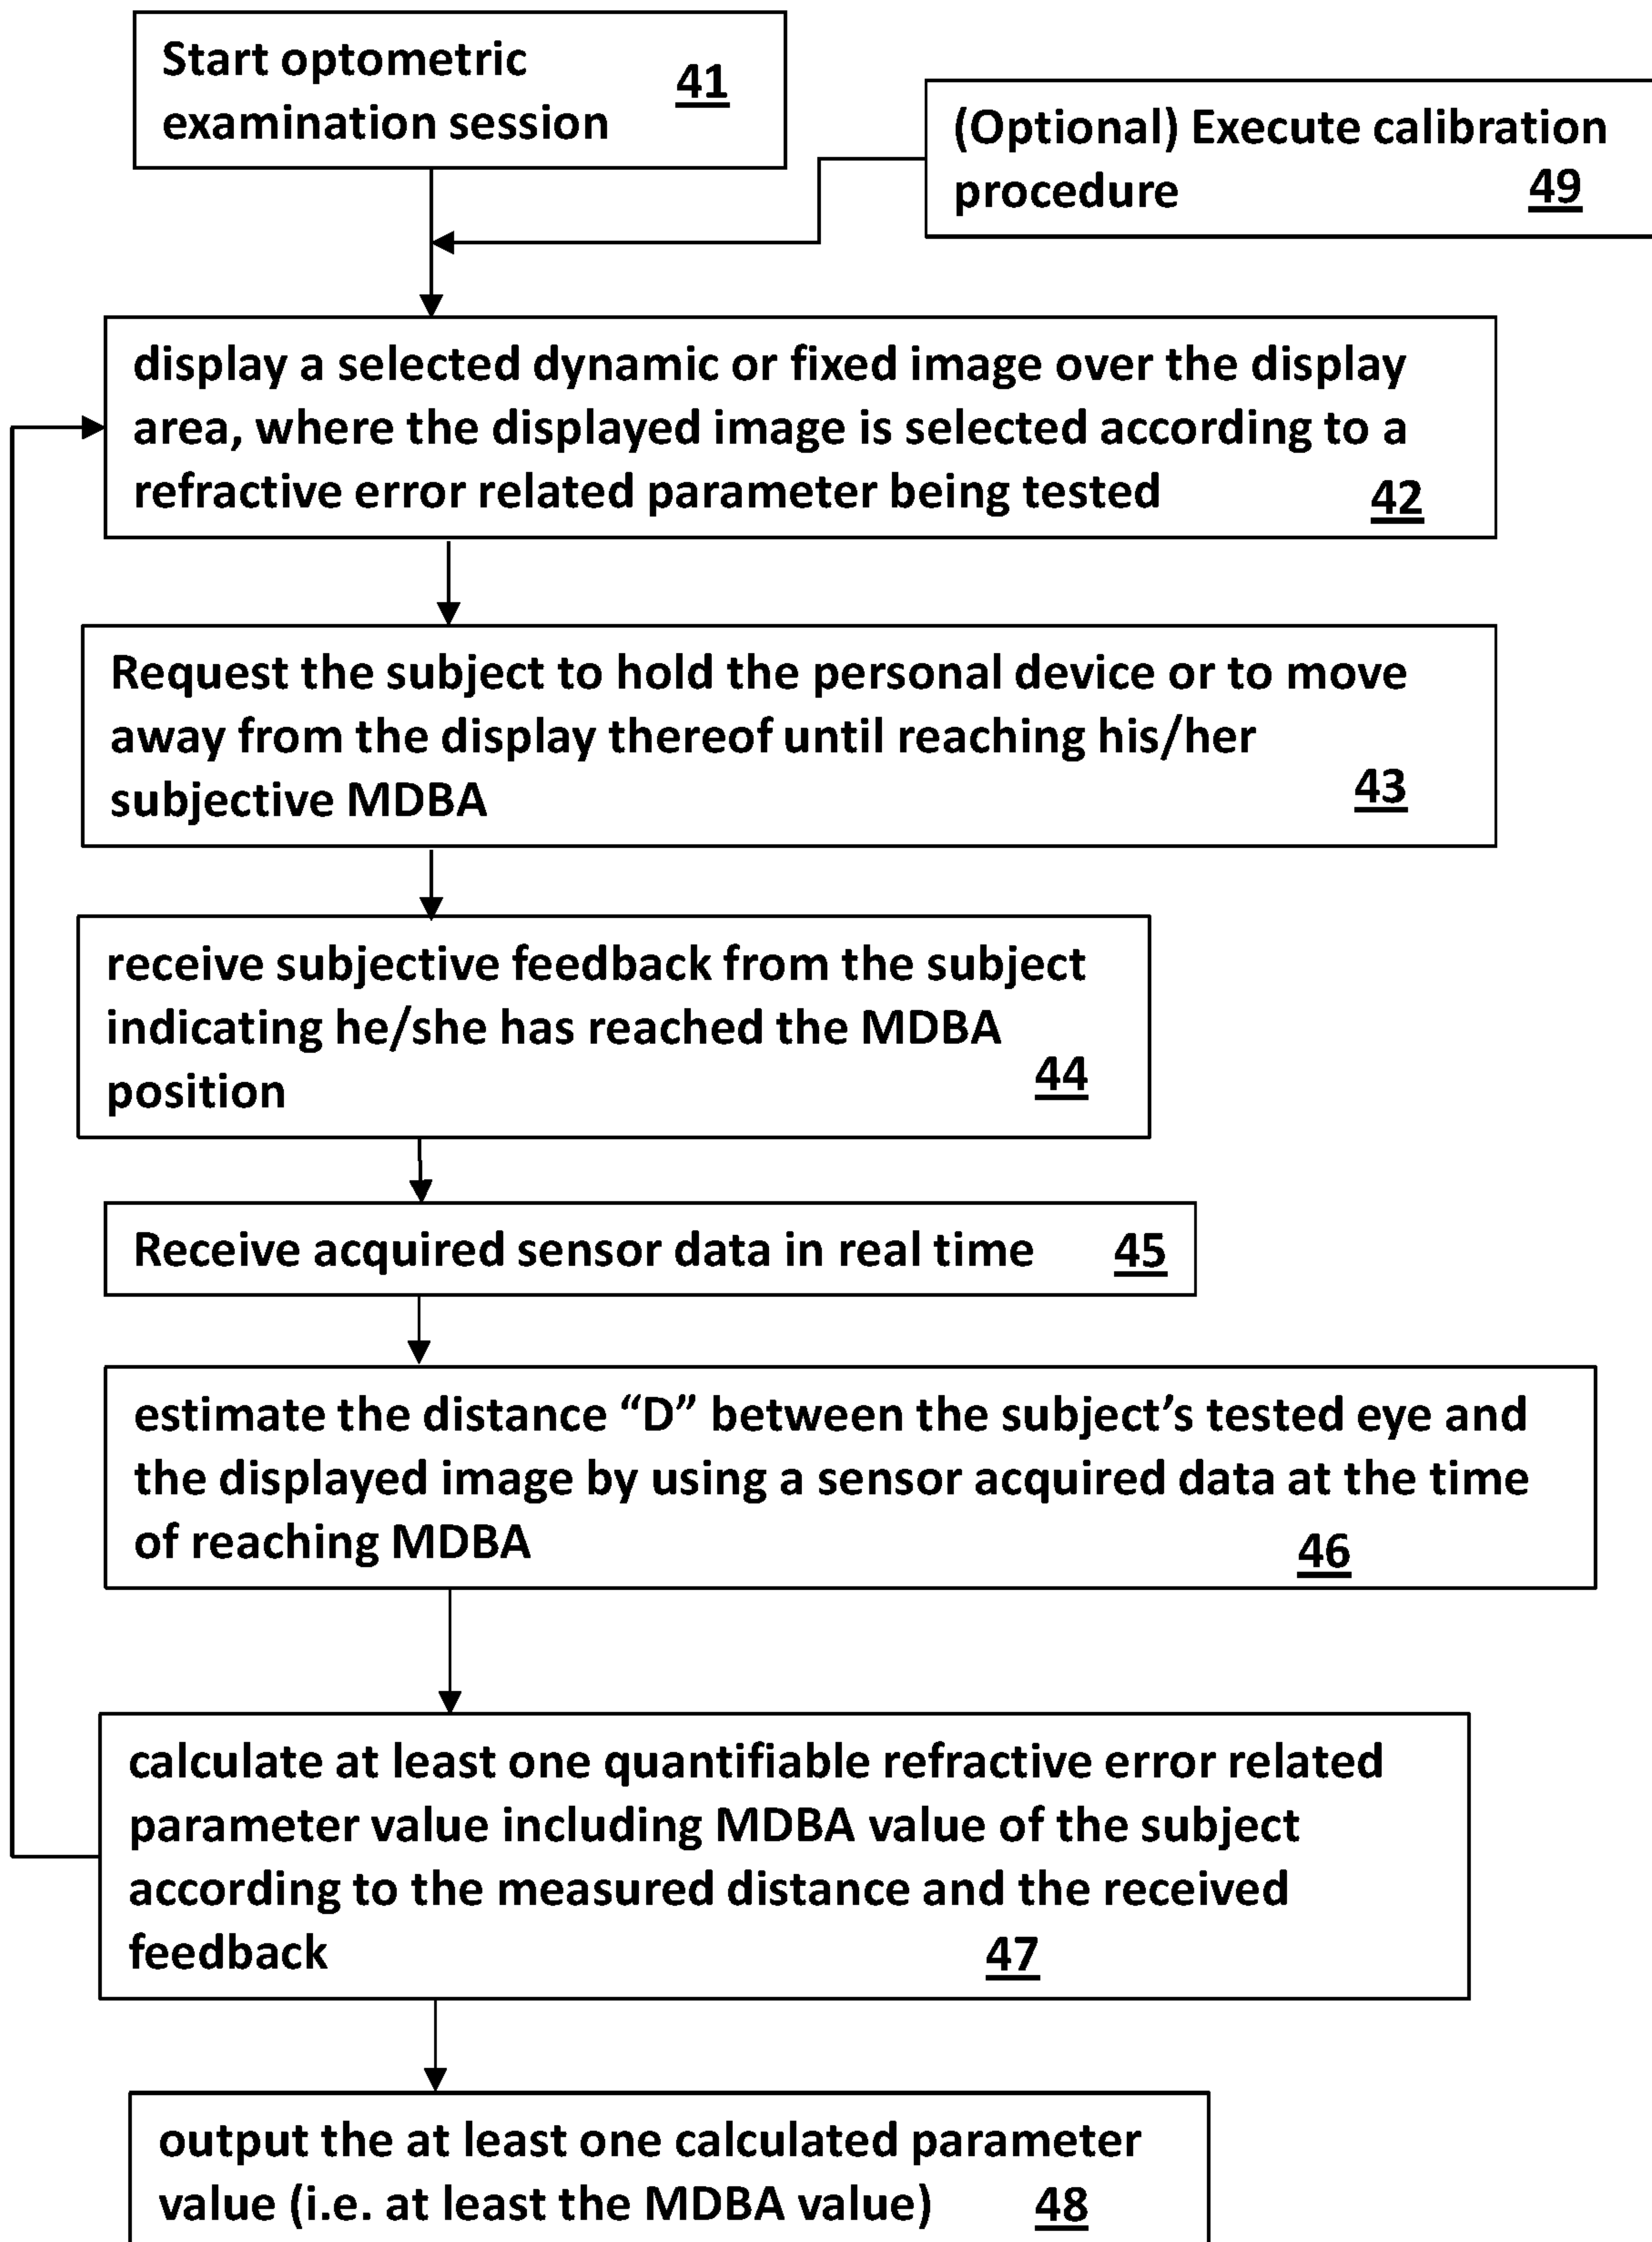 Start optometric
examination session 41
(Optional) Execute calibration
procedure 49
display a selected dynamic or fixed image over the display
area, where the displayed image is selected according to a
refractive error related parameter being tested 42
Request the subject to hold the personal device or to move
away from the display thereof until reaching his/her
subjective MDBA 43
receive subjective feedback from the subject
indicating he/she has reached the MDBA
position 44
Receive acquired sensor data in real time 45
estimate the distance “D” between the subject’s tested eye and
the displayed image by using a sensor acquired data at the time
of reaching MDBA 46
calculate at least one quantifiable refractive error related
parameter value including MDBA value of the subject
according to the measured distance and the received
feedback 47
output the at least one calculated parameter
value (i.e. at least the MDBA value) 48